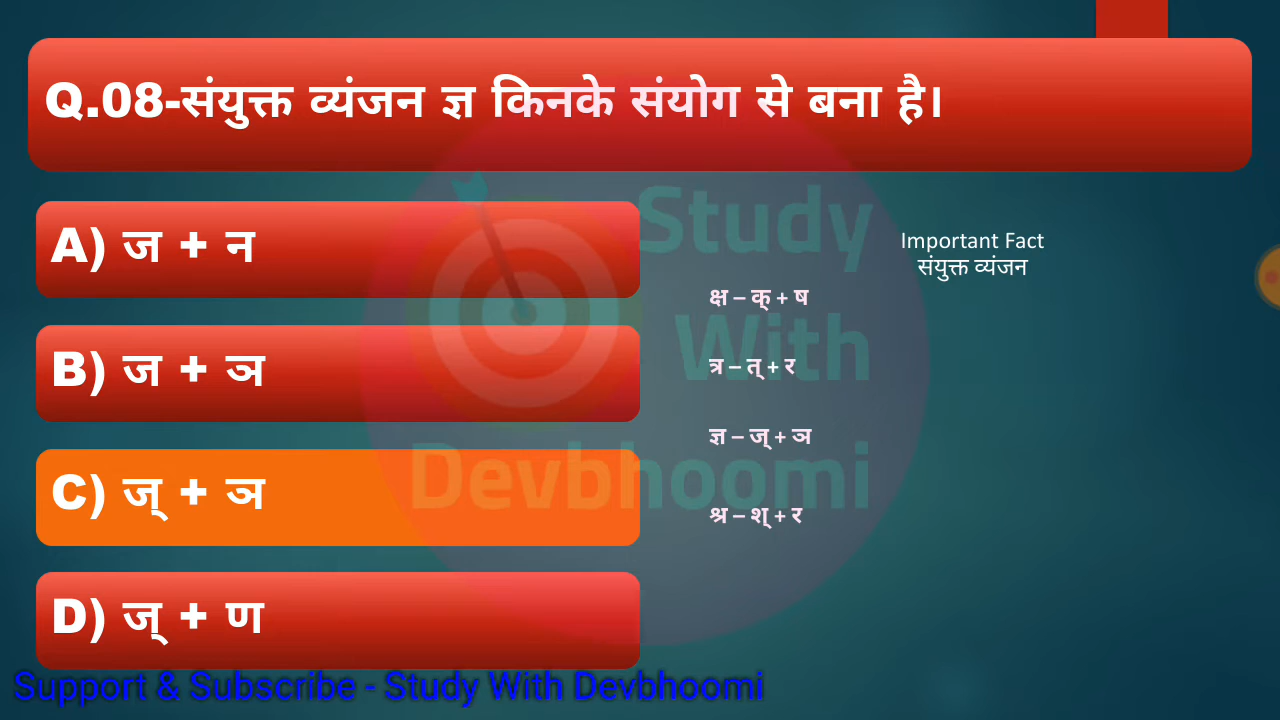 Q.08-संयुक्त व्यंजन ज्ञ किनके संयोग से बना है।
A) ज + न
B) ज + ञ
C) ज् + ञ
D) ज् + ण
Important Fact
संयुक्त व्यंजन
क्ष – क् + ष
त्र – त् + र
ज्ञ – ज् + ञ
श्र – श् + र
Study
With
Devbhoomi
Support & Subscribe - Study With Devbhoomi